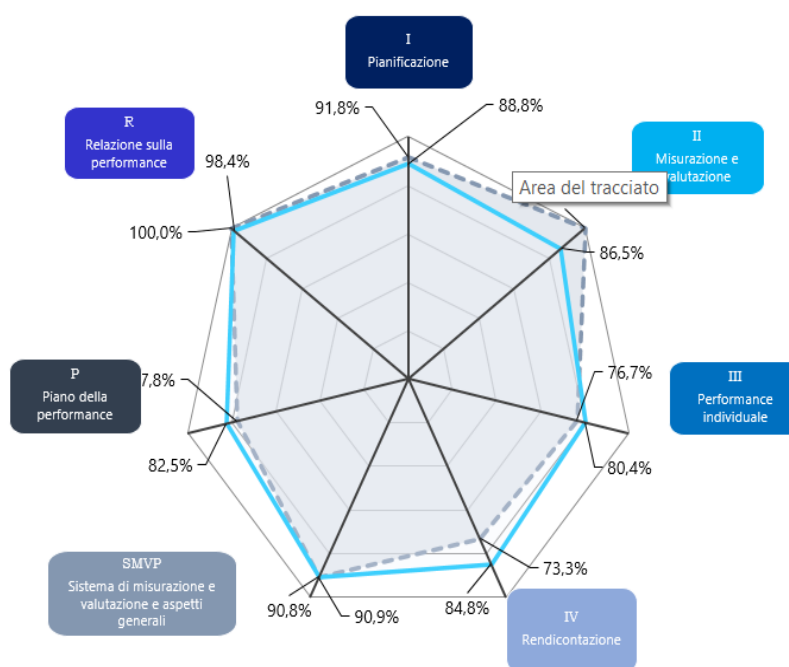 I
Pianificazione
91,8%
88,8%
R
Relazione sulla
performance
98,4%
100,0%
II
Misurazione e
valutazione
Area del tracciato
86,5%
P
Piano della
performance
7,8%
82,5%
76,7%
III
Performance
individuale
80,4%
SMVP
Sistema di misurazione e
valutazione e aspetti
generali
90,8%
90,9%
73,3%
84,8%
IV
Rendicontazione